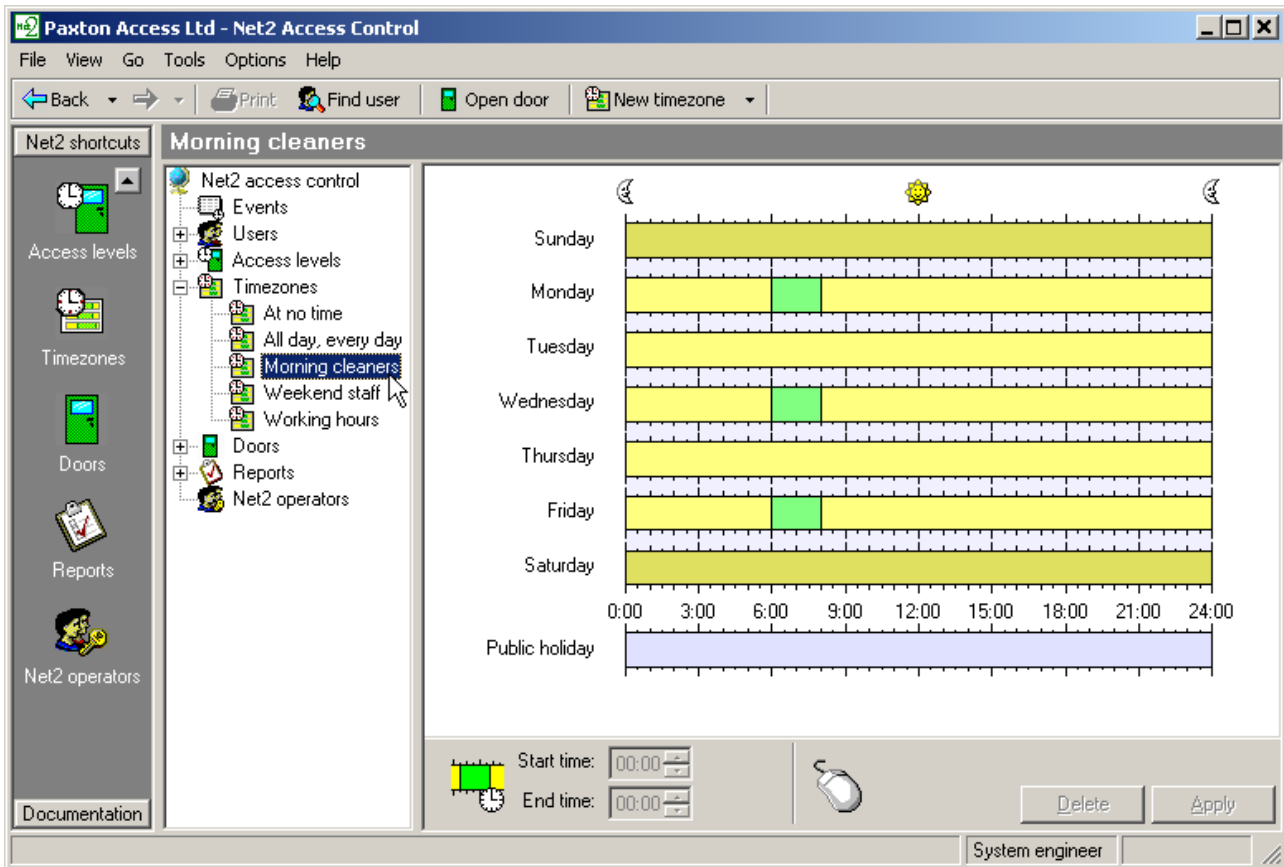 Paxton Access Ltd - Net2 Access Control
File View Go Tools Options Help
Back Print Find user Open door New timezone
Net2 shortcuts
Morning cleaners
Access levels
Timezones
Doors
Reports
Net2 operators
Documentation
Net2 access control
Events
Users
Access levels
Timezones
At no time
All day, every day
Morning cleaners
Weekend staff
Working hours
Doors
Reports
Net2 operators
Sunday
Monday
Tuesday
Wednesday
Thursday
Friday
Saturday
0:00 3:00 6:00 9:00 12:00 15:00 18:00 21:00 24:00
Public holiday
Start time: 00:00
End time: 00:00
Delete Apply
System engineer